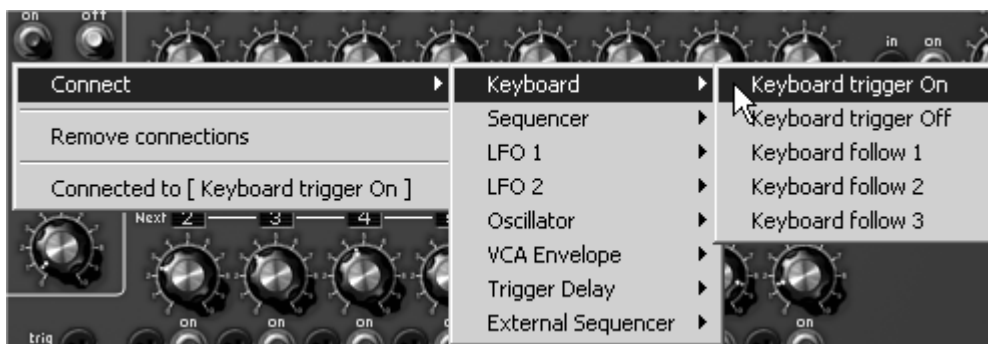 on off
in on
Connect
Remove connections
Connected to [ Keyboard trigger On ]
Keyboard
Sequencer
LFO 1
LFO 2
Oscillator
VCA Envelope
Trigger Delay
External Sequencer
Keyboard trigger On
Keyboard trigger Off
Keyboard follow 1
Keyboard follow 2
Keyboard follow 3
Next 2 3 4
trig on on on on